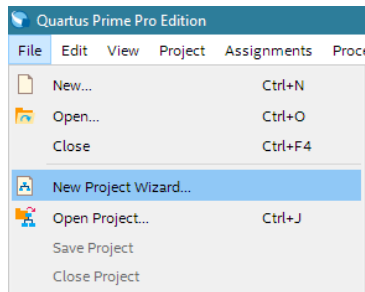 Quartus Prime Pro Edition
File Edit View Project Assignments
New... Ctrl+N
Open... Ctrl+O
Close Ctrl+F4
New Project Wizard...
Open Project... Ctrl+J
Save Project
Close Project